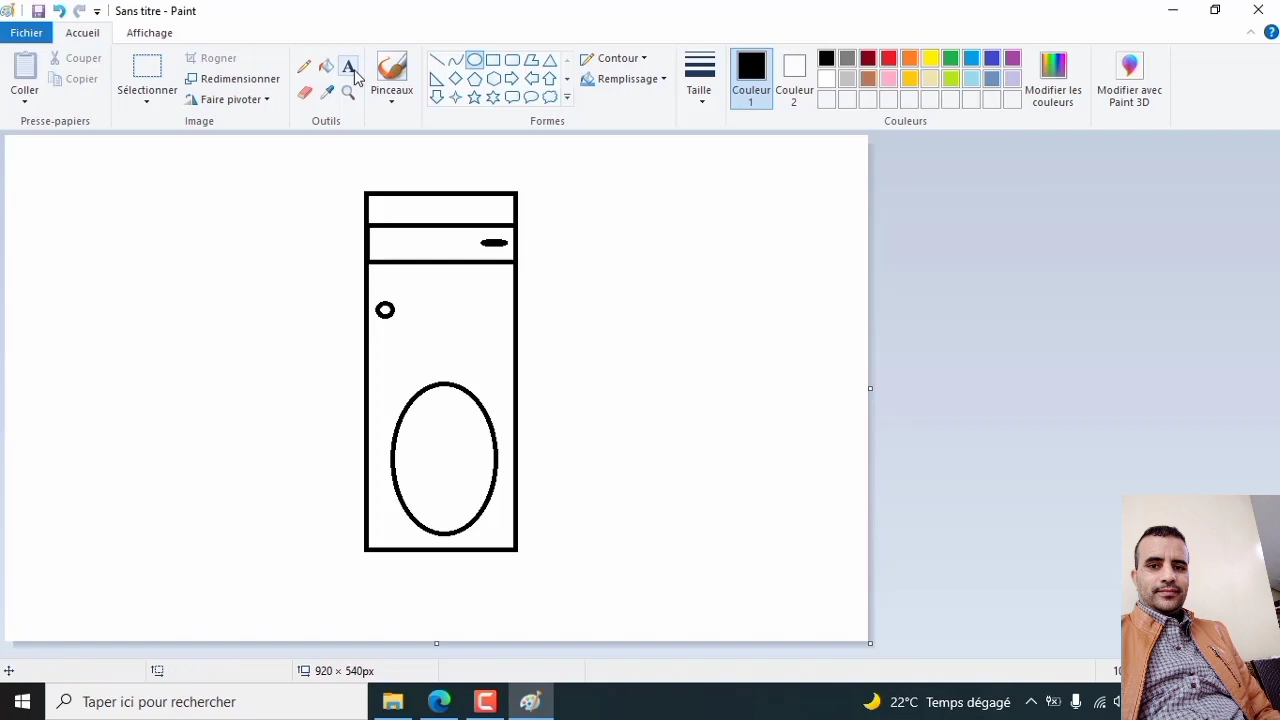 Sans titre - Paint
Fichier Accueil Affichage
Coller
Couper
Copier
Presse-papiers
Sélectionner
Rogner
Redimensionner
Faire pivoter
Image
A
Outils
Pinceaux
Contour
Remplissage
Formes
Taille
Couleur 1
Couleur 2
Modifier les couleurs
Couleurs
Modifier avec Paint 3D
920 × 540px
Taper ici pour rechercher
22°C Temps dégagé